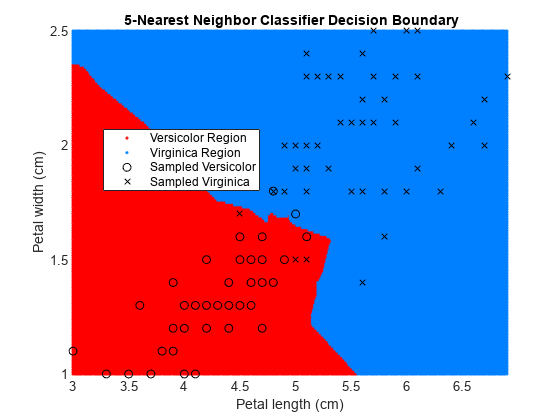 5-Nearest Neighbor Classifier Decision Boundary
2.5
2
1.5
1
Petal width (cm)
Versicolor Region
Virginica Region
Sampled Versicolor
Sampled Virginica
3 3.5 4 4.5 5 5.5 6 6.5
Petal length (cm)